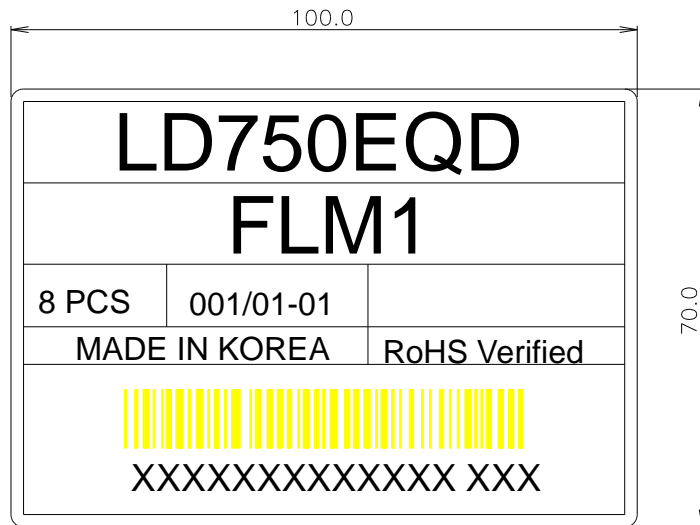 100.0
LD750EQD
FLM1
8 PCS 001/01-01
70.0
MADE IN KOREA RoHS Verified
XXXXXXXXXXXXX XXX